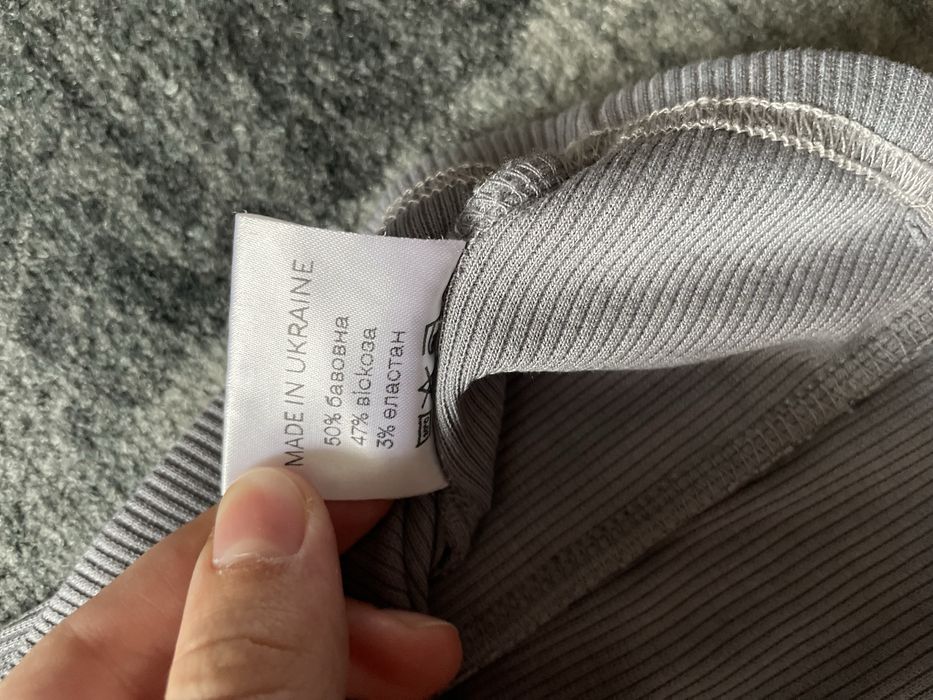 MADE IN UKRAINE
50% бавовна
47% віскоза
3% еластан